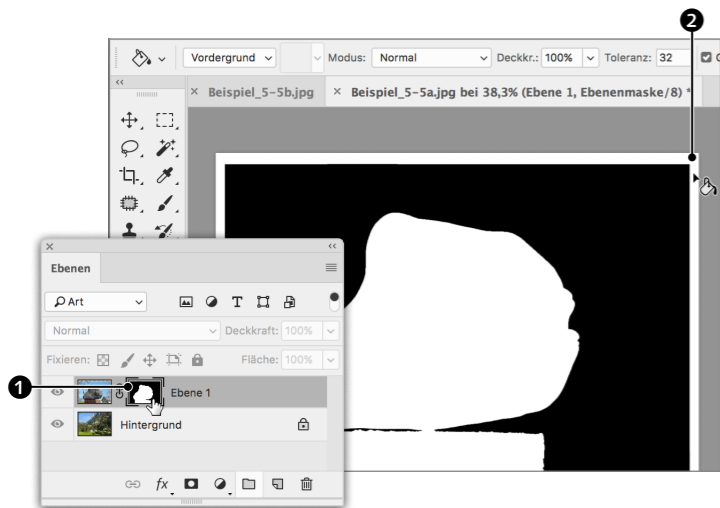 2
Vordergrund Modus: Normal Deckkr.: 100% Toleranz: 32
× Beispiel_5-5b.jpg × Beispiel_5-5a.jpg bei 38,3% (Ebene 1, Ebenenmaske/8) *
Ebenen
Art T
Normal Deckkraft: 100%
Fixieren: Fläche: 100%
1
Ebene 1
Hintergrund
fx